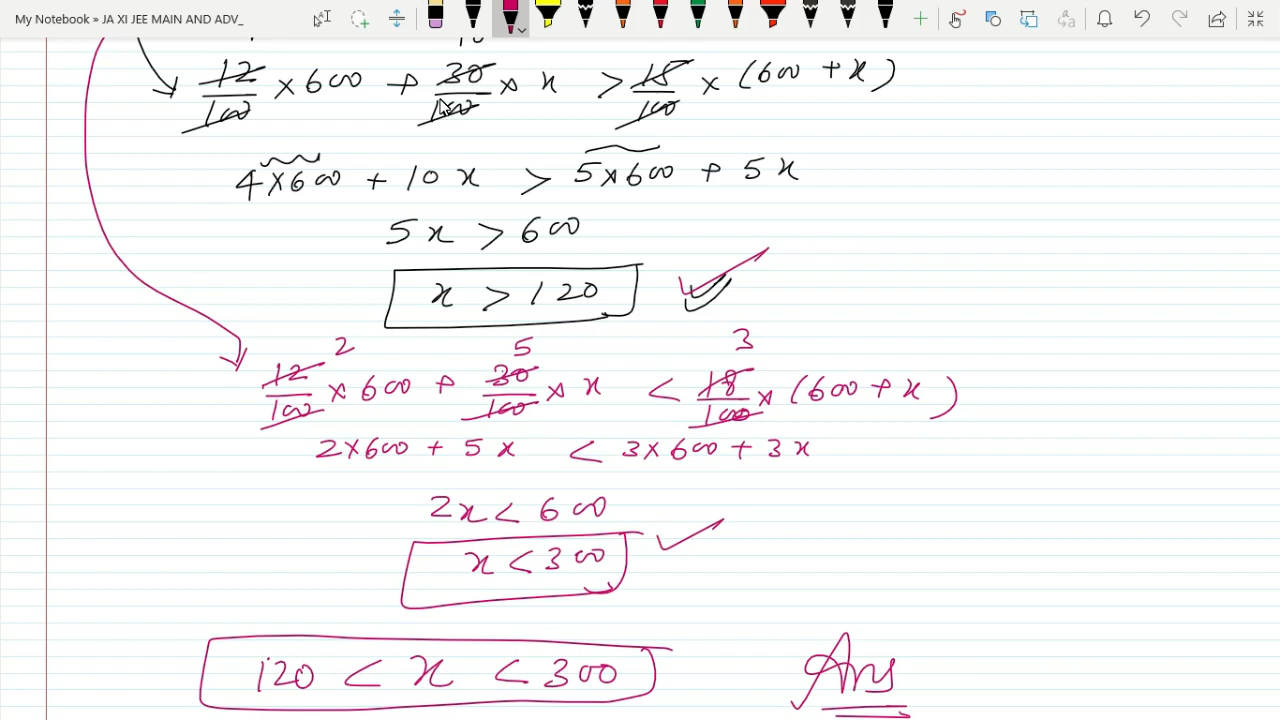 My Notebook » JA XI JEE MAIN AND ADV_
10
12/100 × 600 + 30/100 × x > 15/100 × (600 + x)
4×600 + 10x > 5×600 + 5x
5x > 600
x > 120
2 5 3
12/100 × 600 + 30/100 × x < 18/100 × (600 + x)
2×600 + 5x < 3×600 + 3x
2x < 600
x < 300
120 < x < 300 Ans